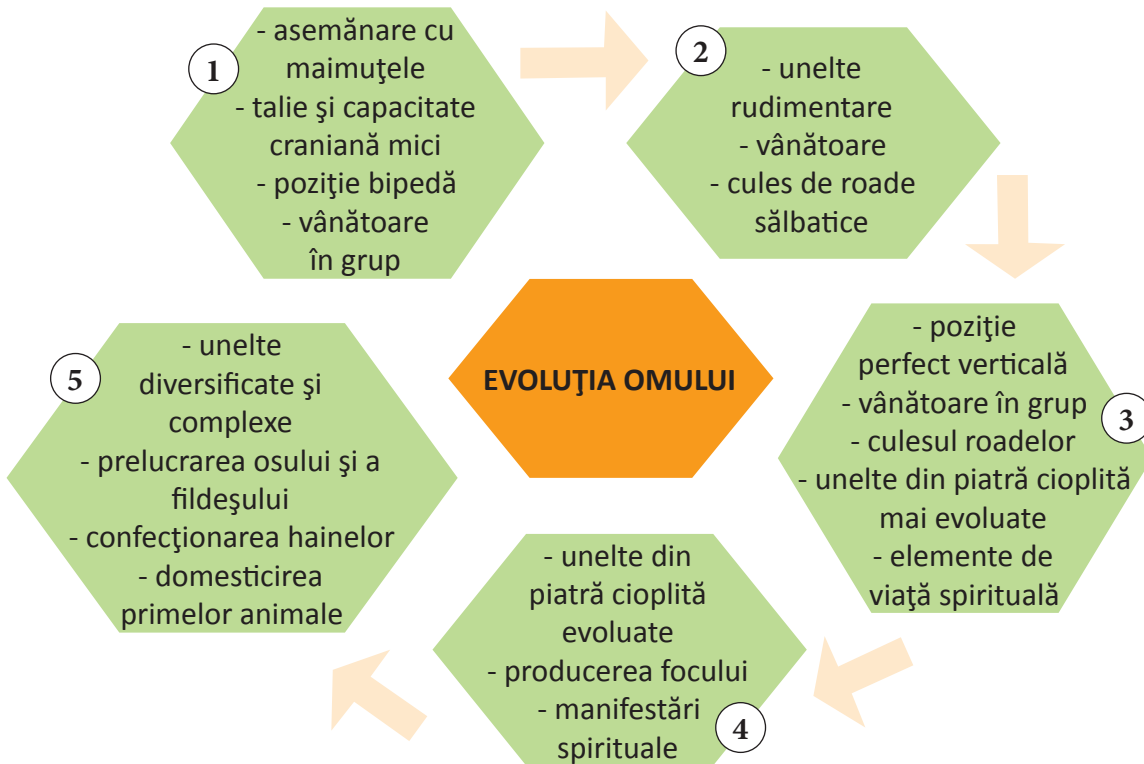 1
- asemănare cu
maimuţele
- talie şi capacitate
craniană mici
- poziţie bipedă
- vânătoare
în grup
2
- unelte
rudimentare
- vânătoare
- cules de roade
sălbatice
EVOLUŢIA OMULUI
3
- poziţie
perfect verticală
- vânătoare în grup
- culesul roadelor
- unelte din piatră cioplită
mai evoluate
- elemente de
viaţă spirituală
4
- unelte din
piatră cioplită
evoluate
- producerea focului
- manifestări
spirituale
5
- unelte
diversificate şi
complexe
- prelucrarea osului şi a
fildeşului
- confecţionarea hainelor
- domesticirea
primelor animale